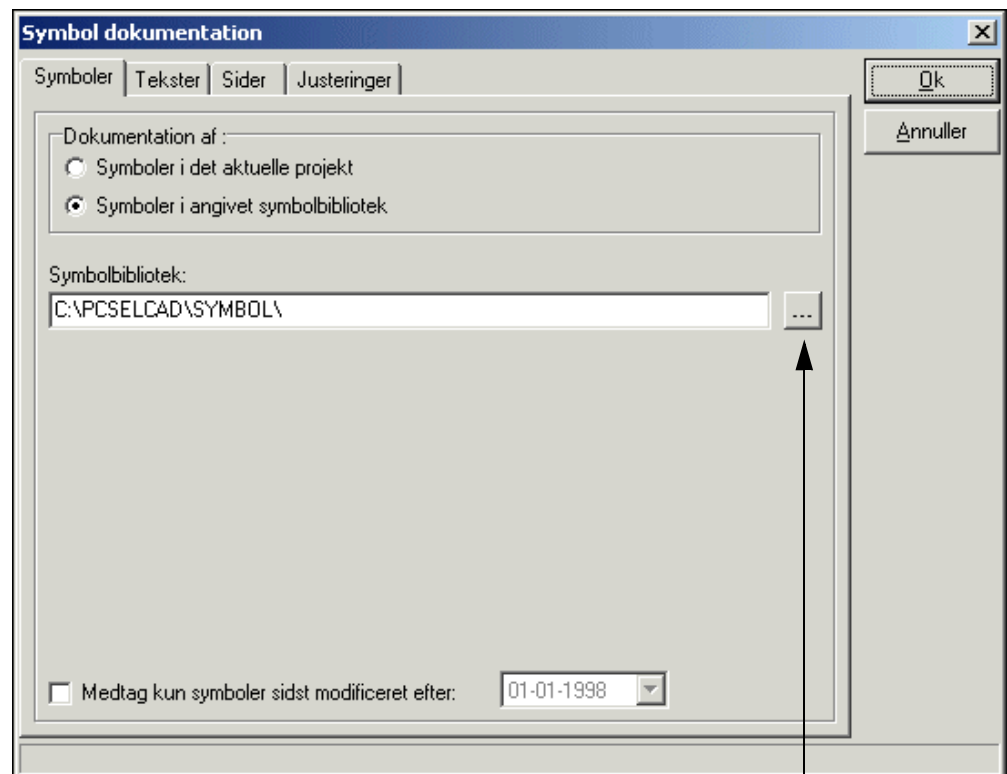 Symbol dokumentation
Symboler Tekster Sider Justeringer
Ok
Annuller
Dokumentation af :
Symboler i det aktuelle projekt
Symboler i angivet symbolbibliotek
Symbolbibliotek:
C:\PCSELCAD\SYMBOL\
...
Medtag kun symboler sidst modificeret efter: 01-01-1998